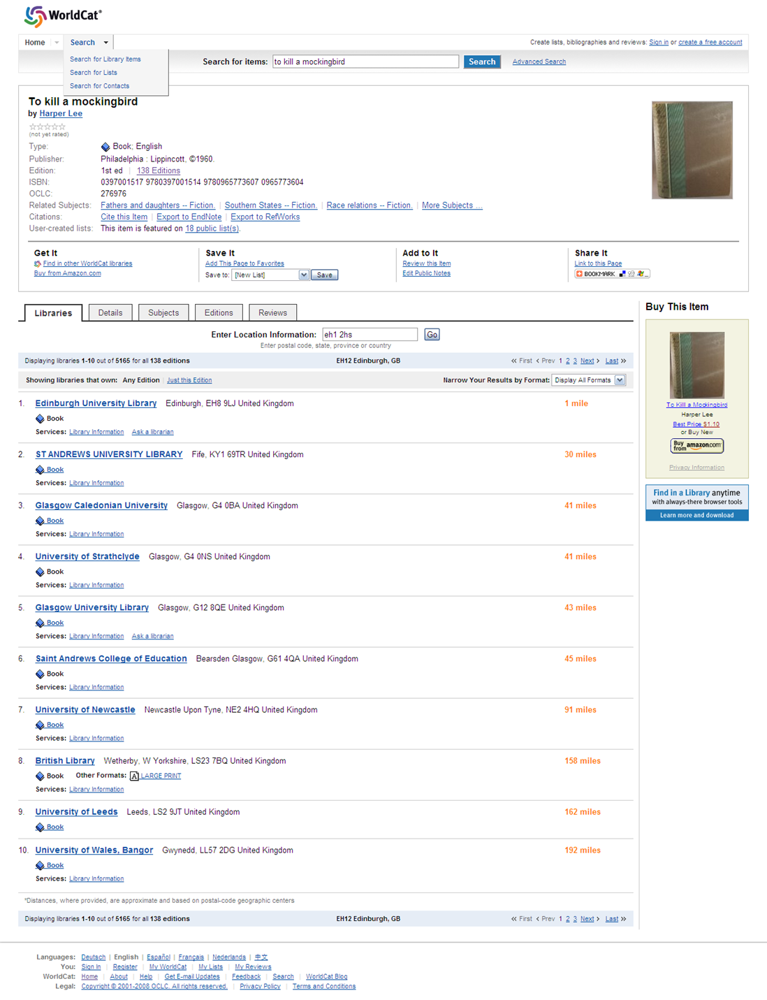 WorldCat®
Home Search Create lists, bibliographies and reviews: Sign in or create a free account
Search for Library Items
Search for Lists
Search for Contacts
Search for items: to kill a mockingbird Search Advanced Search
To kill a mockingbird
by Harper Lee
(not yet rated)
Type: Book; English
Publisher: Philadelphia : Lippincott, ©1960.
Edition: 1st ed | 138 Editions
ISBN: 0397001517 9780397001514 9780965773607 0965773604
OCLC: 276976
Related Subjects: Fathers and daughters -- Fiction. | Southern States -- Fiction. | Race relations -- Fiction. | More Subjects ...
Citations: Cite this Item | Export to EndNote | Export to RefWorks
User-created lists: This item is featured on 18 public list(s).
Get It
Find in other WorldCat libraries
Buy from Amazon.com
Save It
Add This Page to Favorites
Save to: [New List] Save
Add to It
Review this Item
Edit Public Notes
Share It
Link to this Page
BOOKMARK ...
Libraries Details Subjects Editions Reviews
Enter Location Information: eh1 2hs Go
Enter postal code, state, province or country
Displaying libraries 1-10 out of 5165 for all 138 editions EH12 Edinburgh, GB << First < Prev 1 2 3 Next > Last >>
Showing libraries that own: Any Edition | Just this Edition Narrow Your Results by Format: Display All Formats
1. Edinburgh University Library Edinburgh, EH8 9LJ United Kingdom 1 mile
Book
Services: Library Information Ask a librarian
2. ST ANDREWS UNIVERSITY LIBRARY Fife, KY1 69TR United Kingdom 30 miles
Book
Services: Library Information
3. Glasgow Caledonian University Glasgow, G4 0BA United Kingdom 41 miles
Book
Services: Library Information
4. University of Strathclyde Glasgow, G4 0NS United Kingdom 41 miles
Book
Services: Library Information
5. Glasgow University Library Glasgow, G12 8QE United Kingdom 43 miles
Book
Services: Library Information Ask a librarian
6. Saint Andrews College of Education Bearsden Glasgow, G61 4QA United Kingdom 45 miles
Book
Services: Library Information
7. University of Newcastle Newcastle Upon Tyne, NE2 4HQ United Kingdom 91 miles
Book
Services: Library Information
8. British Library Wetherby, W Yorkshire, LS23 7BQ United Kingdom 158 miles
Book Other Formats: A LARGE PRINT
Services: Library Information
9. University of Leeds Leeds, LS2 9JT United Kingdom 162 miles
Book
10. University of Wales, Bangor Gwynedd, LL57 2DG United Kingdom 192 miles
Book
Services: Library Information
*Distances, where provided, are approximate and based on postal-code geographic centers
Displaying libraries 1-10 out of 5165 for all 138 editions EH12 Edinburgh, GB << First < Prev 1 2 3 Next > Last >>
Buy This Item
To Kill a Mockingbird
Harper Lee
Best Price $1.10
or Buy New
Buy from amazon.com
Privacy Information
Find in a Library anytime
with always-there browser tools
Learn more and download
Languages: Deutsch | English | Español | Français | Nederlands | 中文
You: Sign In | Register | My WorldCat | My Lists | My Reviews
WorldCat: Home | About | Help | Get E-mail Updates | Feedback | Search | WorldCat Blog
Legal: Copyright © 2001-2008 OCLC. All rights reserved. | Privacy Policy | Terms and Conditions